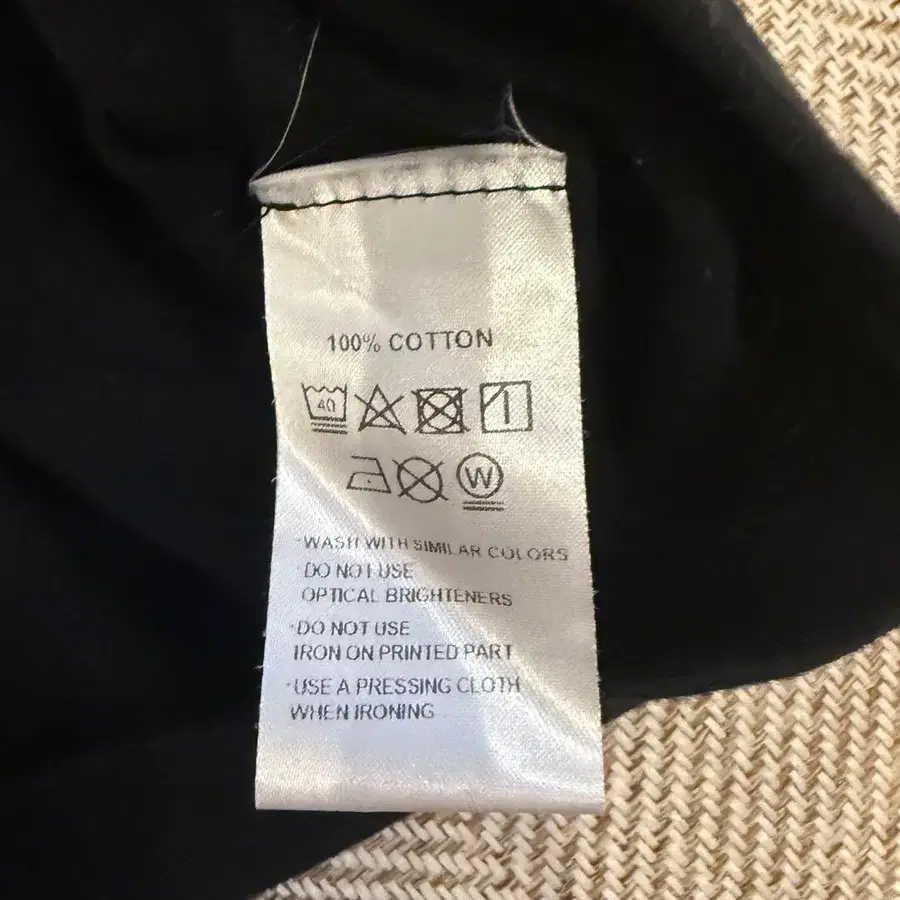 100% COTTON
40
W
*WASH WITH SIMILAR COLORS
DO NOT USE
OPTICAL BRIGHTENERS
*DO NOT USE
IRON ON PRINTED PART
*USE A PRESSING CLOTH
WHEN IRONING